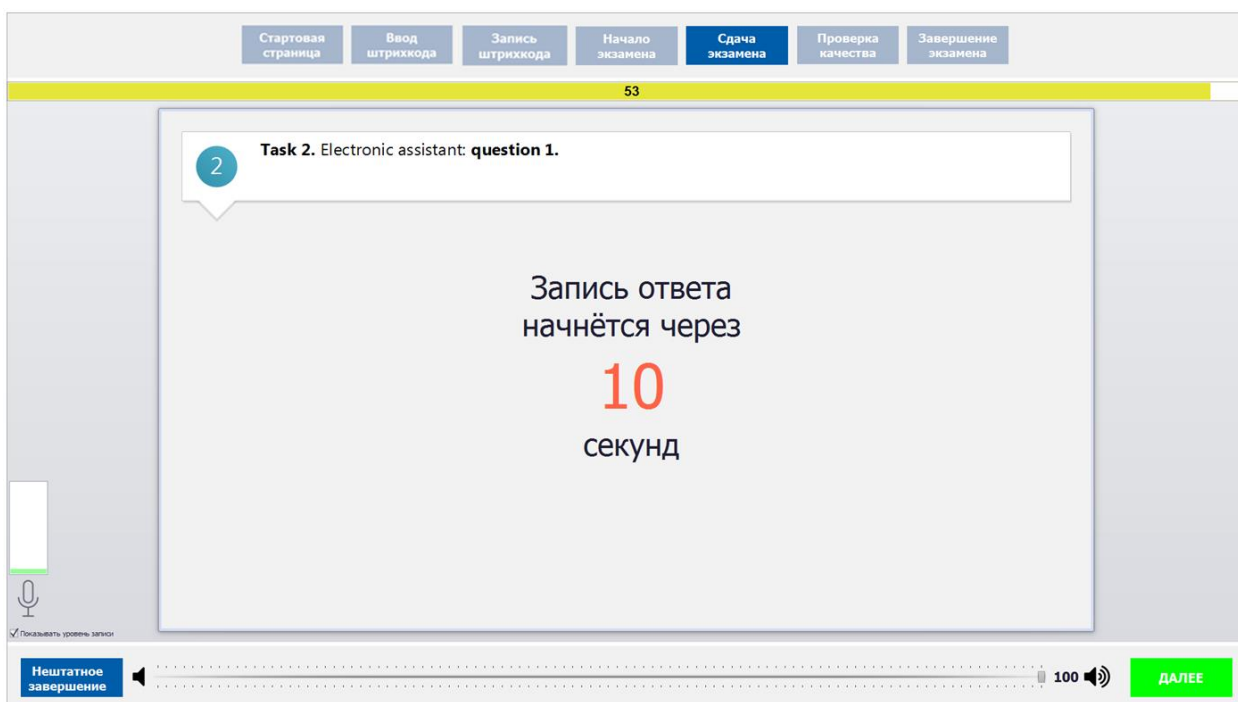 Стартовая страница
Ввод штрихкода
Запись штрихкода
Начало экзамена
Сдача экзамена
Проверка качества
Завершение экзамена
53
2
Task 2. Electronic assistant: question 1.
Запись ответа
начнётся через
10
секунд
Показывать уровень записи
Нештатное
завершение
100
ДАЛЕЕ